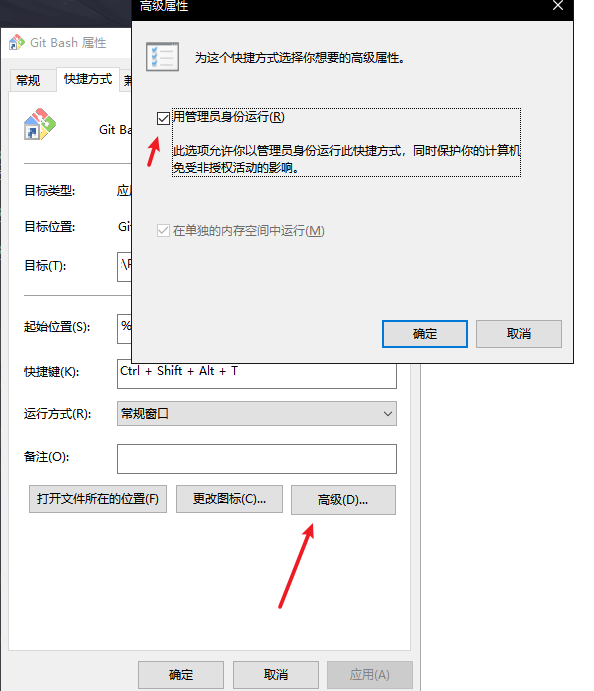 高级属性
Git Bash 属性
为这个快捷方式选择你想要的高级属性。
常规
快捷方式
用管理员身份运行(R)
此选项允许你以管理员身份运行此快捷方式，同时保护你的计算机
免受非授权活动的影响。
Git Ba
目标类型:
目标位置:
Git
在单独的内存空间中运行(M)
目标(T):
起始位置(S):
%
确定
取消
快捷键(K):
Ctrl + Shift + Alt + T
运行方式(R):
常规窗口
备注(O):
打开文件所在的位置(F)
更改图标(C)...
高级(D)...
确定
取消
应用(A)